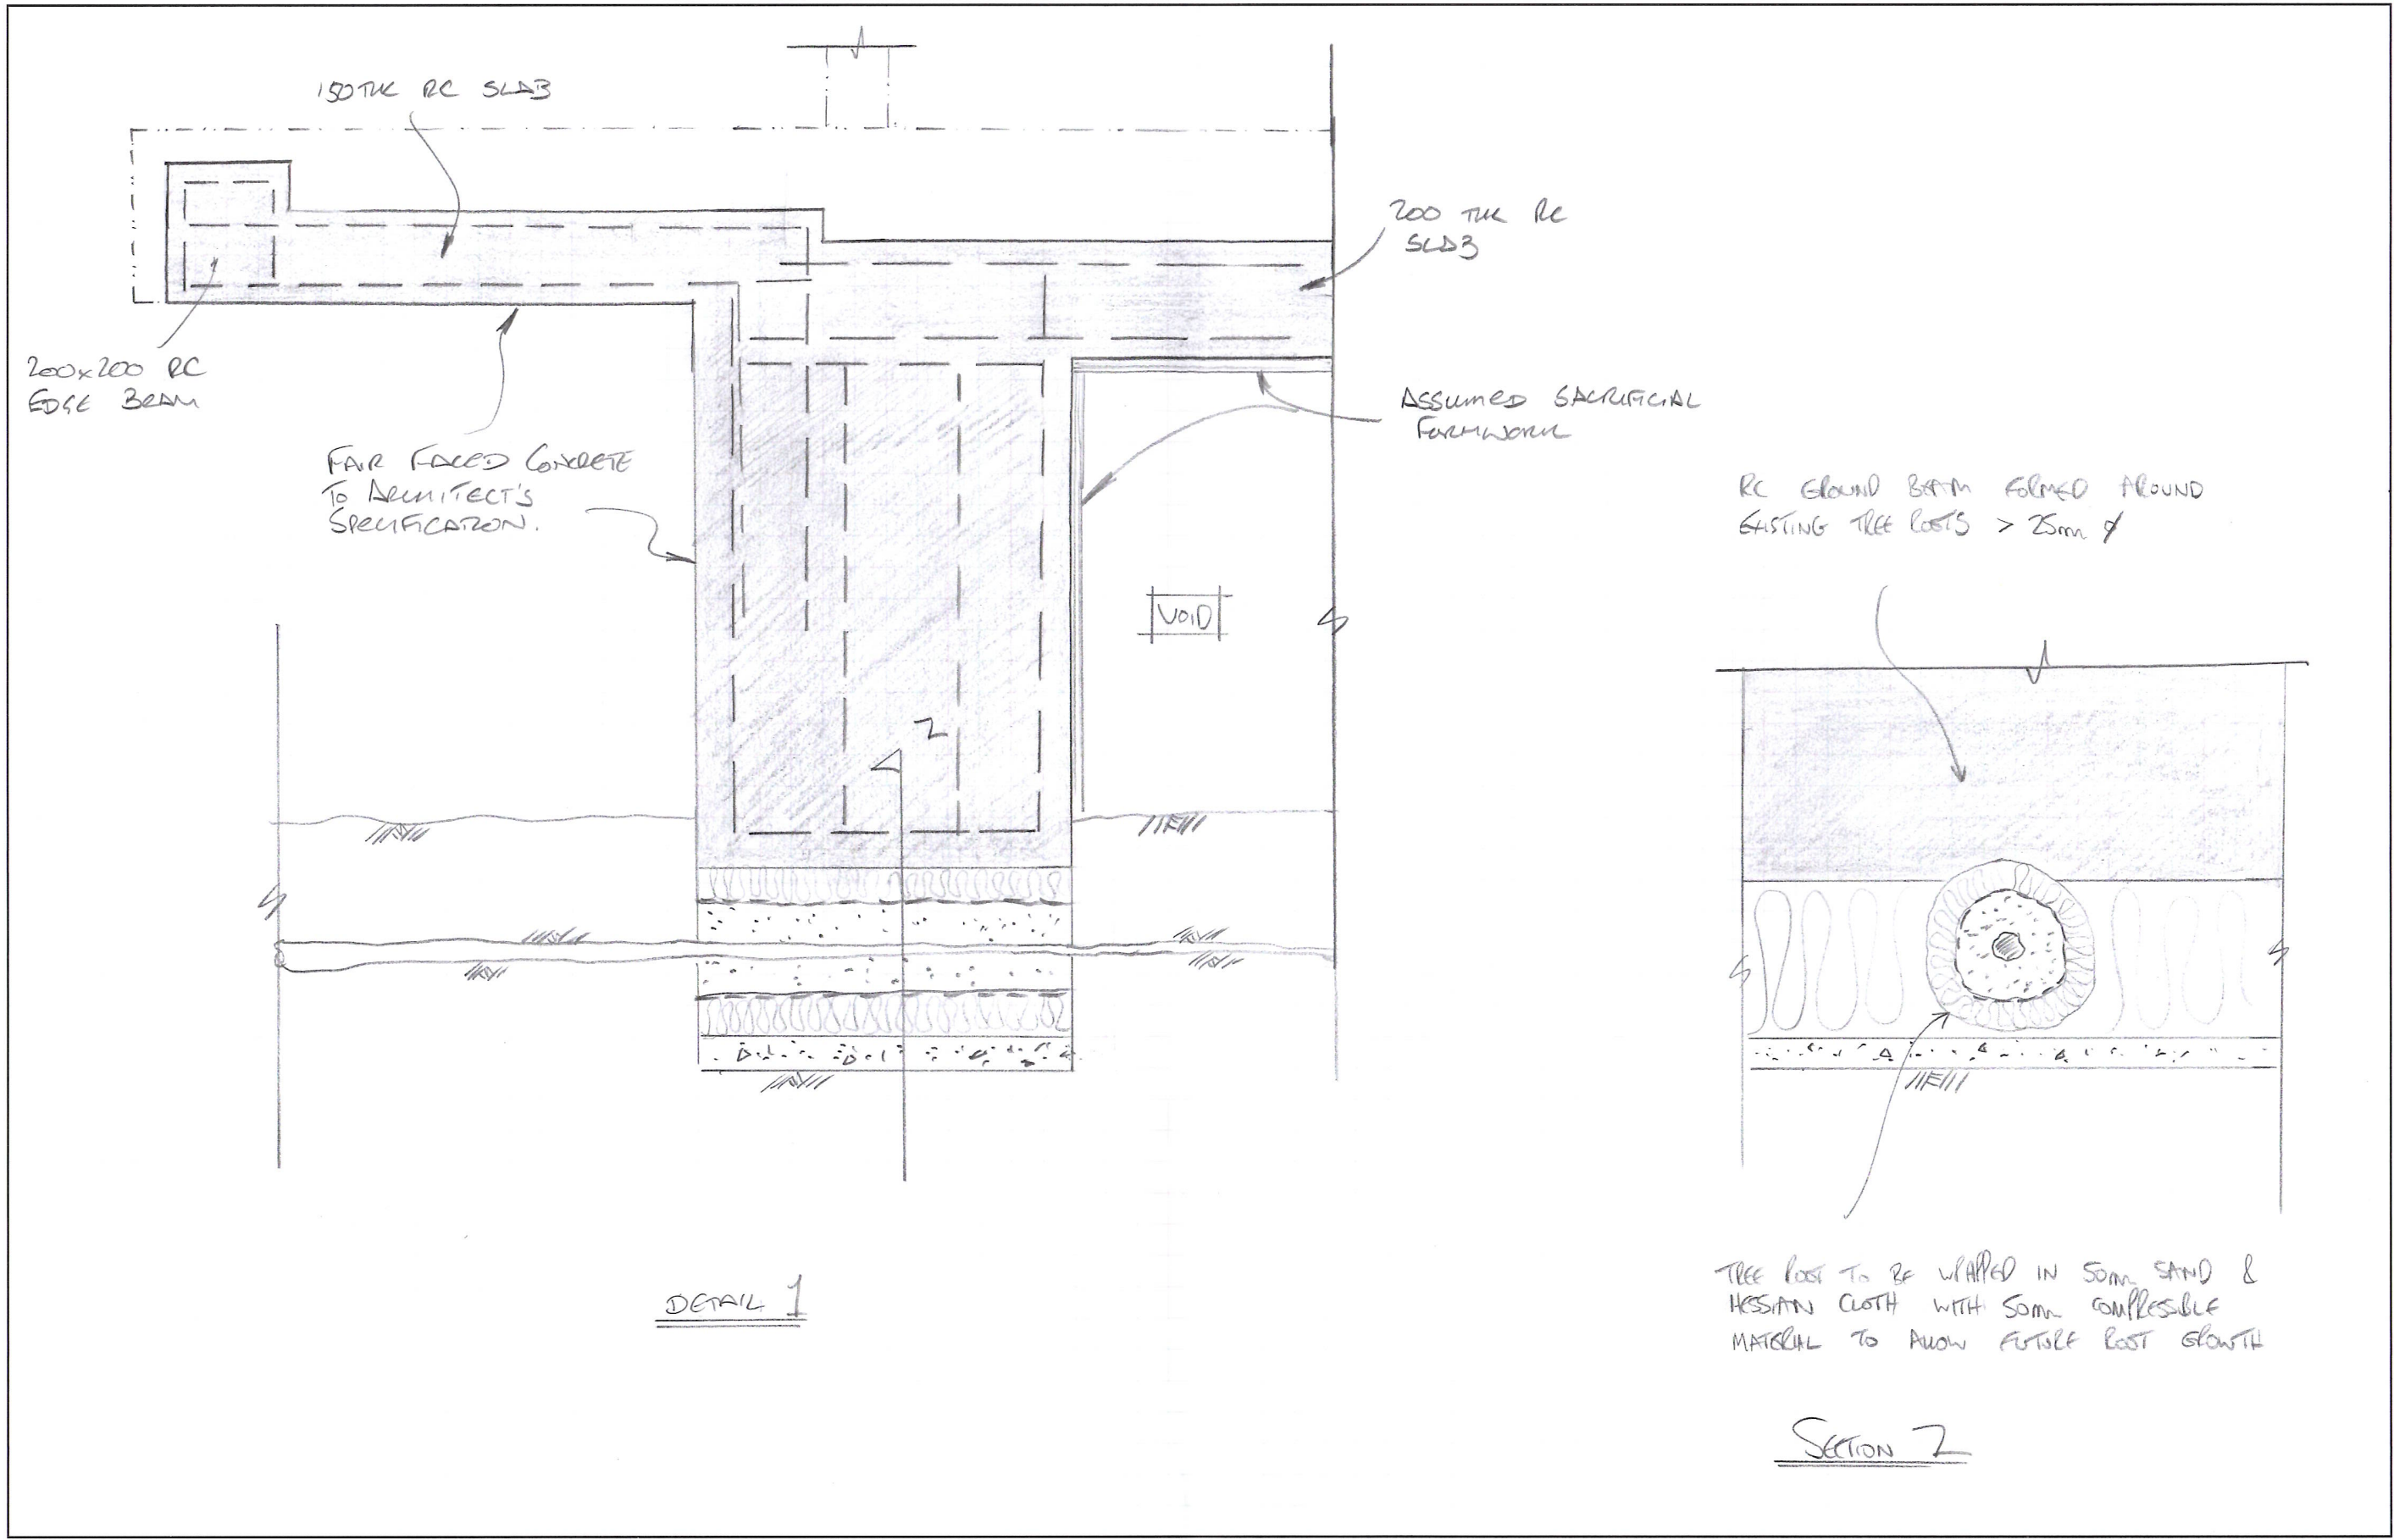 150 THK RC SLAB
200 THK RC
SLAB
200x200 RC
EDGE BEAM
ASSUMED SACRIFICIAL
FORMWORK
FAIR FACED CONCRETE
TO ARCHITECT'S
SPECIFICATION.
VOID
2
RC GROUND BEAM FORMED AROUND
EXISTING TREE ROOTS > 25mm ϕ
DETAIL 1
TREE ROOT TO BE WRAPPED IN 50mm SAND &
HESSIAN CLOTH WITH 50mm COMPRESSIBLE
MATERIAL TO ALLOW FUTURE ROOT GROWTH
SECTION 2